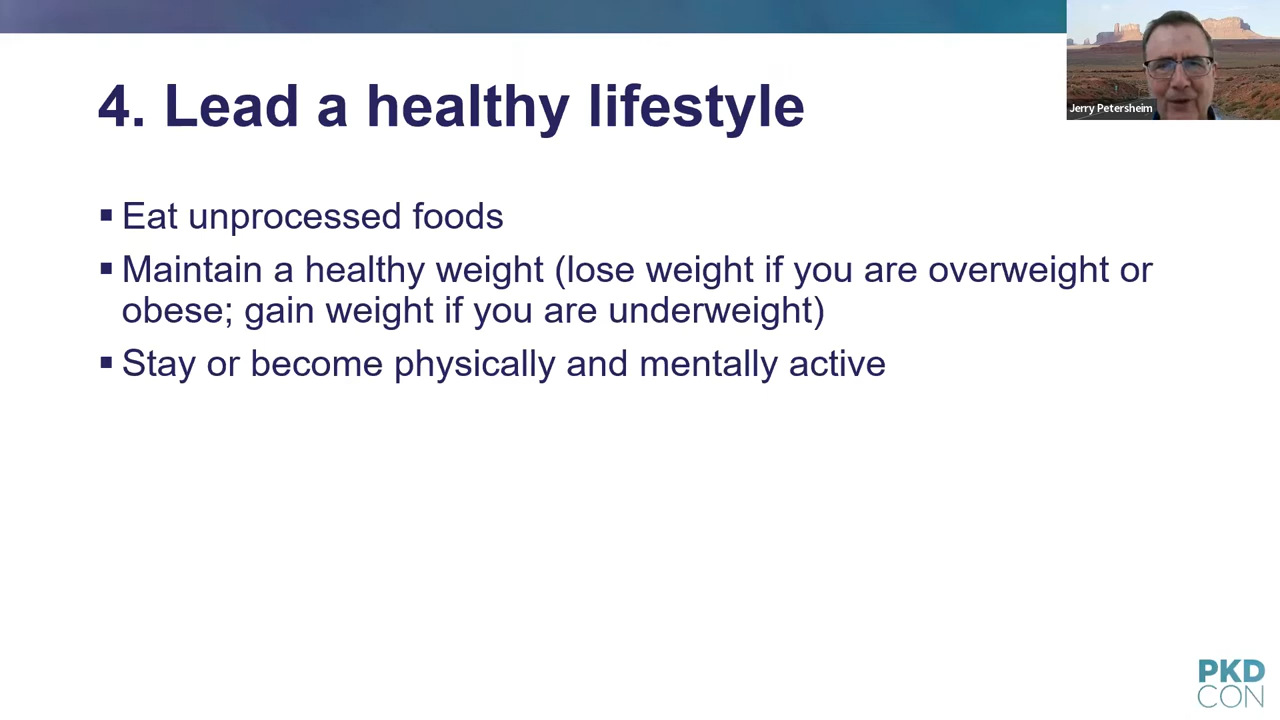 Jerry Petersheim
4. Lead a healthy lifestyle
▪ Eat unprocessed foods
▪ Maintain a healthy weight (lose weight if you are overweight or
obese; gain weight if you are underweight)
▪ Stay or become physically and mentally active
PKD
CON